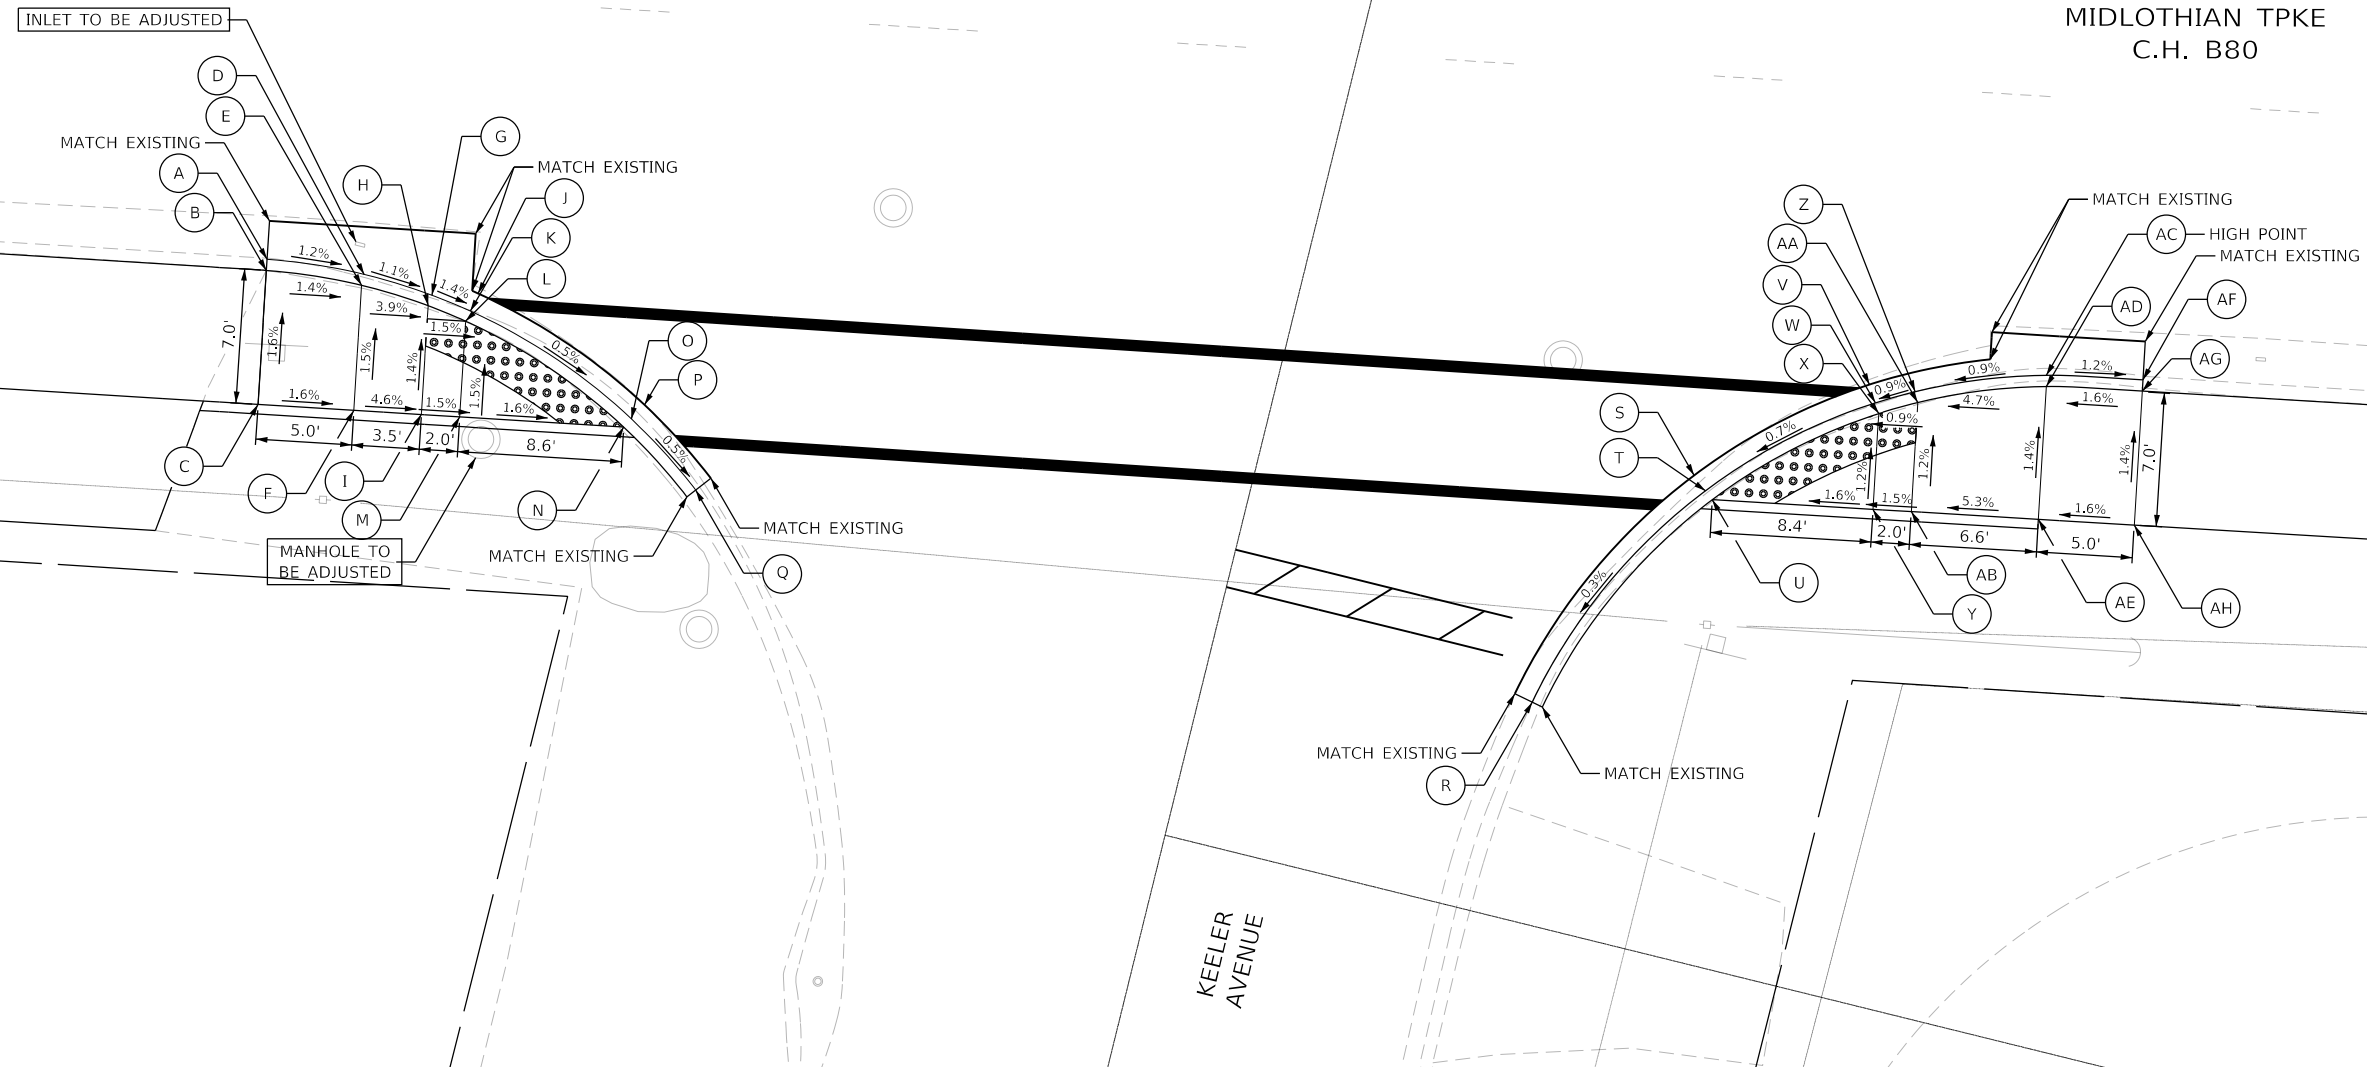 INLET TO BE ADJUSTED
MIDLOTHIAN TPKE
C.H. B80
D
E
G
MATCH EXISTING
MATCH EXISTING
A
H
J
B
K
L
1.2%
1.1%
1.4%
1.4%
3.9%
1.5%
7.0'
1.6%
1.5%
1.4%
1.5%
0.5%
O
P
1.6%
4.6%
1.5%
1.6%
5.0'
3.5'
2.0'
8.6'
0.5%
C
F
I
M
N
MATCH EXISTING
MATCH EXISTING
MANHOLE TO
BE ADJUSTED
Q
Z
MATCH EXISTING
AA
AC
HIGH POINT
MATCH EXISTING
V
AD
AF
W
X
AG
0.9%
1.2%
0.9%
4.7%
1.6%
0.9%
S
0.7%
T
1.2%
1.2%
1.4%
1.4%
7.0'
1.6%
1.5%
5.3%
1.6%
8.4'
2.0'
6.6'
5.0'
0.3%
U
AB
Y
AE
AH
MATCH EXISTING
R
MATCH EXISTING
KEELER
AVENUE